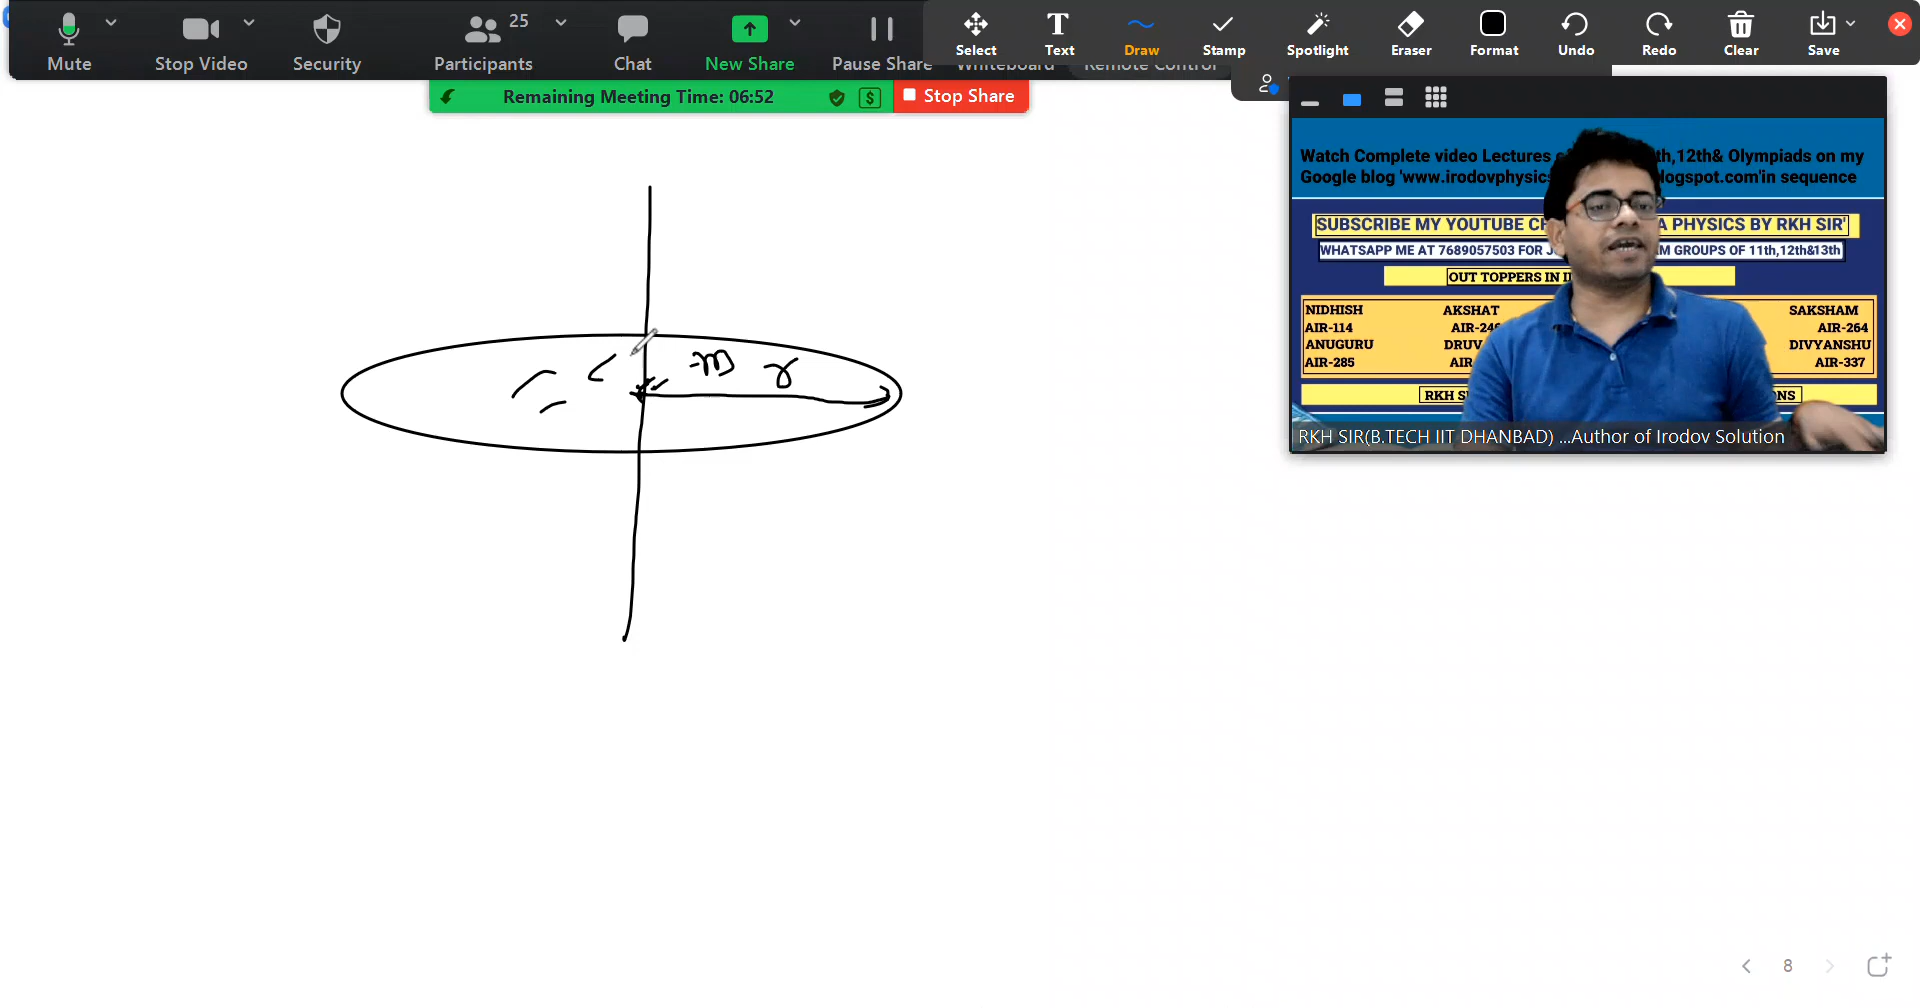 25
Mute
Stop Video
Security
Participants
Chat
New Share
Pause Share
Whiteboard
Remote Control
Select
Text
Draw
Stamp
Spotlight
Eraser
Format
Undo
Redo
Clear
Save
Remaining Meeting Time: 06:52
Stop Share
Watch Complete video Lectures th,12th& Olympiads on my
Google blog 'www.irodovphysics logspot.com'in sequence
SUBSCRIBE MY YOUTUBE A PHYSICS BY RKH SIR'
WHATSAPP ME AT 7689057503 FOR GROUPS OF 11th,12th&13th
OUT TOPPERS IN
NIDHISH AKSHAT SAKSHAM
AIR-114 AIR-264
ANUGURU DIVYANSHU
AIR-285 AIR-337
RKH
RKH SIR(B.TECH IIT DHANBAD) ...Author of Irodov Solution
m r
8